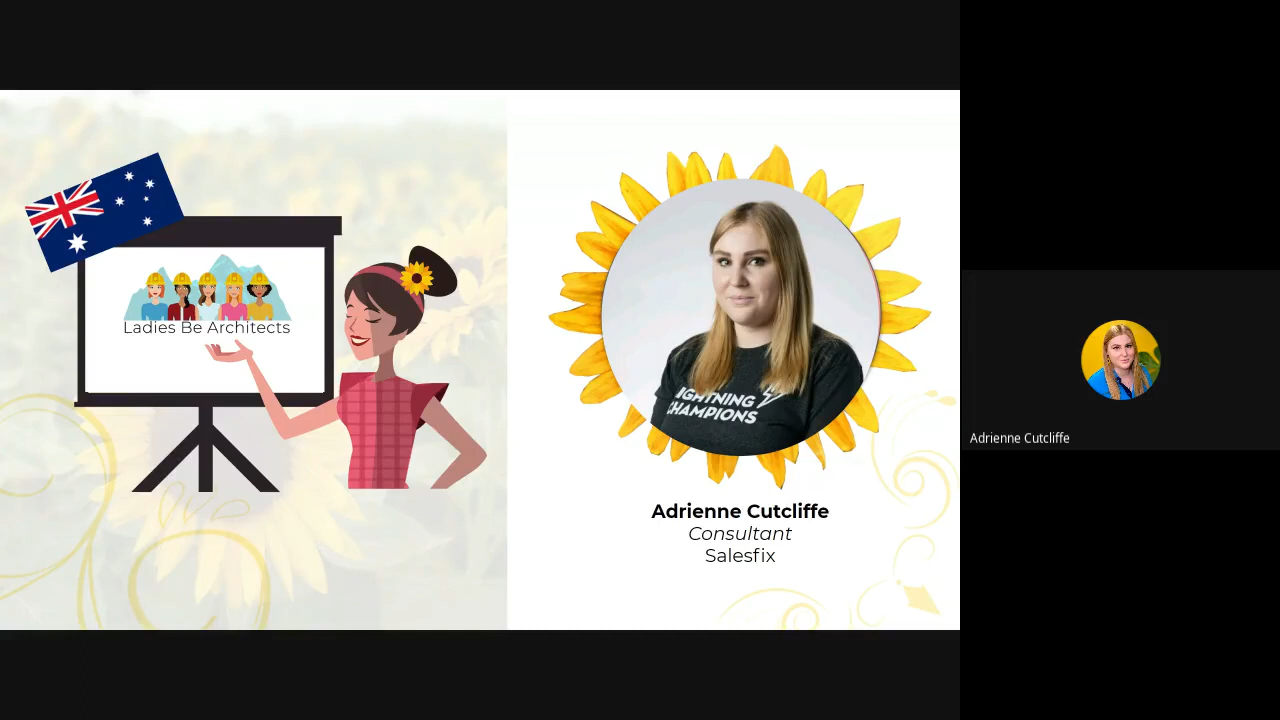 Ladies Be Architects
IGHTNING
CHAMPIONS
Adrienne Cutcliffe
Consultant
Salesfix
Adrienne Cutcliffe